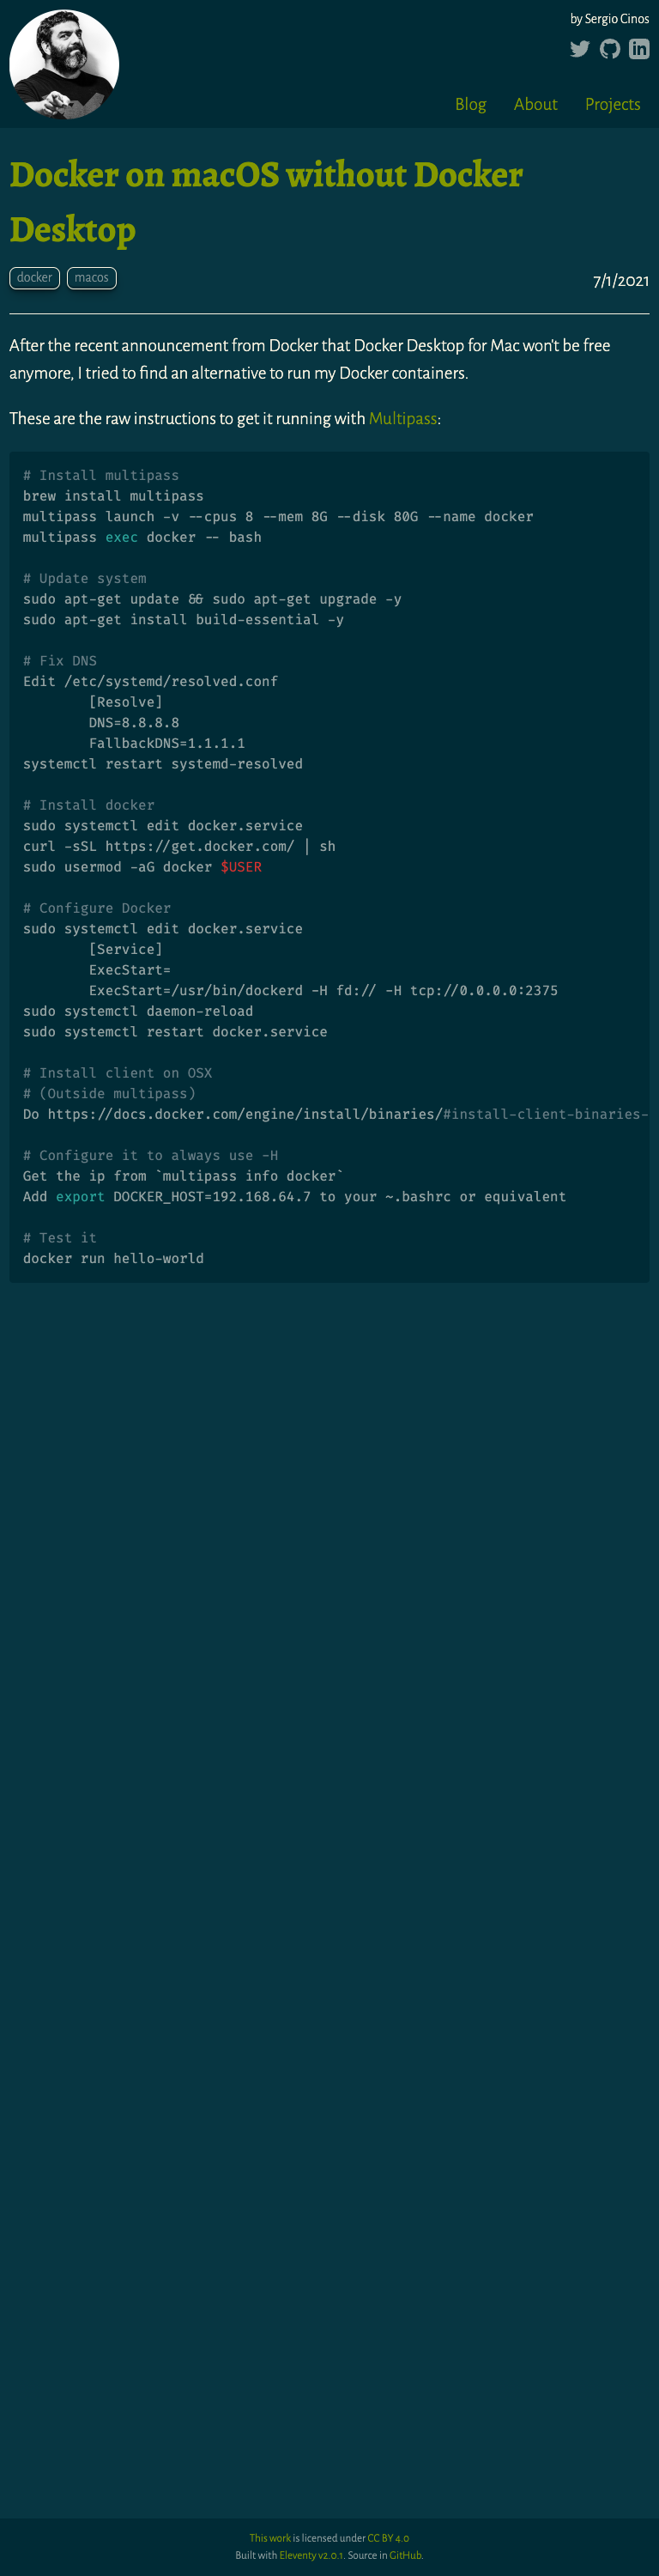 by Sergio Cinos
Blog About Projects
Docker on macOS without Docker
Desktop
docker macos 7/1/2021
After the recent announcement from Docker that Docker Desktop for Mac won't be free
anymore, I tried to find an alternative to run my Docker containers.
These are the raw instructions to get it running with Multipass:
# Install multipass
brew install multipass
multipass launch -v --cpus 8 --mem 8G --disk 80G --name docker
multipass exec docker -- bash
# Update system
sudo apt-get update && sudo apt-get upgrade -y
sudo apt-get install build-essential -y
# Fix DNS
Edit /etc/systemd/resolved.conf
[Resolve]
DNS=8.8.8.8
FallbackDNS=1.1.1.1
systemctl restart systemd-resolved
# Install docker
sudo systemctl edit docker.service
curl -sSL https://get.docker.com/ | sh
sudo usermod -aG docker $USER
# Configure Docker
sudo systemctl edit docker.service
[Service]
ExecStart=
ExecStart=/usr/bin/dockerd -H fd:// -H tcp://0.0.0.0:2375
sudo systemctl daemon-reload
sudo systemctl restart docker.service
# Install client on OSX
# (Outside multipass)
Do https://docs.docker.com/engine/install/binaries/#install-client-binaries-
# Configure it to always use -H
Get the ip from `multipass info docker`
Add export DOCKER_HOST=192.168.64.7 to your ~.bashrc or equivalent
# Test it
docker run hello-world
This work is licensed under CC BY 4.0
Built with Eleventy v2.0.1. Source in GitHub.